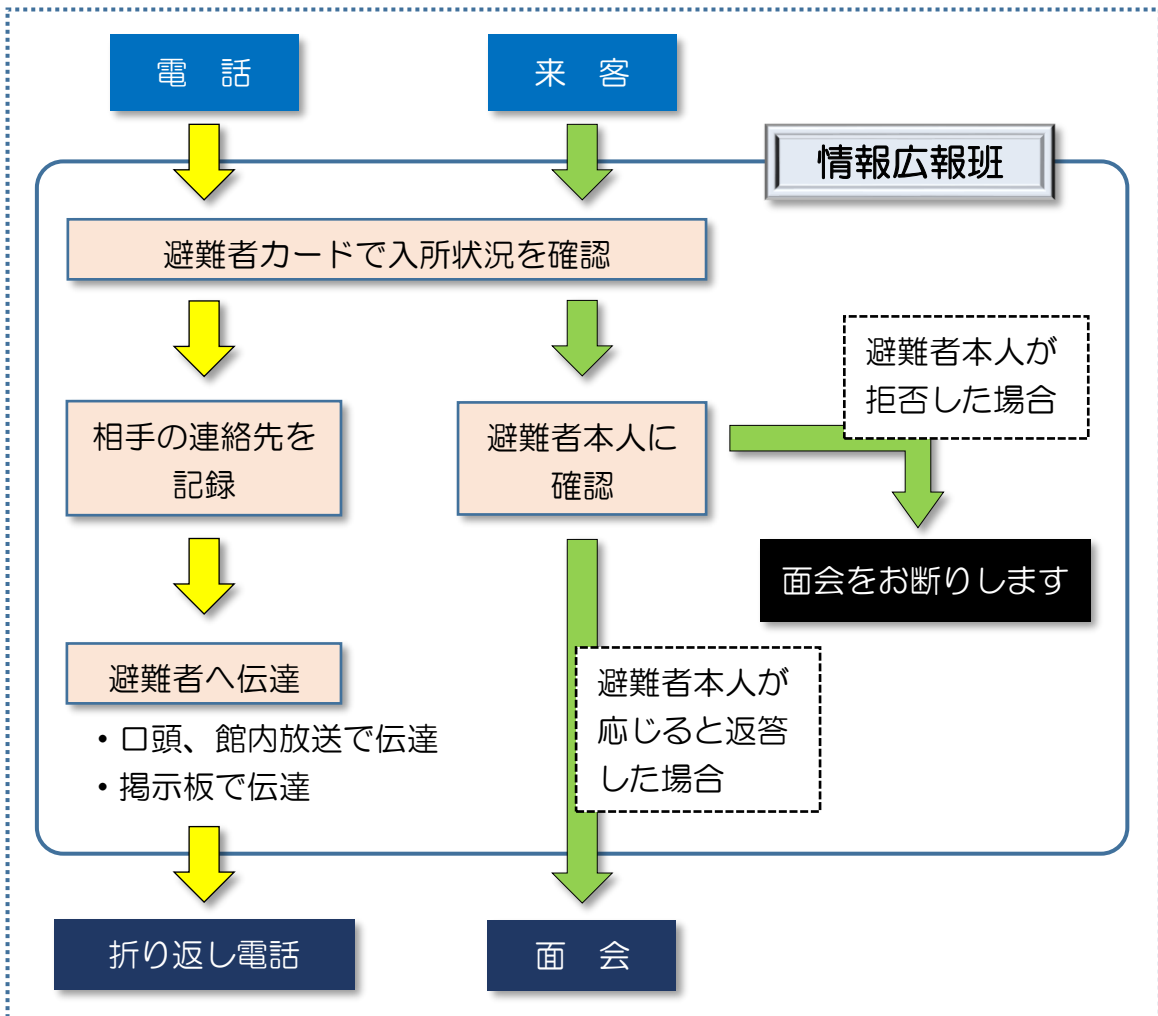 電　話
来　客
情報広報班
避難者カードで入所状況を確認
避難者本人が
拒否した場合
相手の連絡先を
記録
避難者本人に
確認
面会をお断りします
避難者へ伝達
・口頭、館内放送で伝達
・掲示板で伝達
避難者本人が
応じると返答
した場合
折り返し電話
面　会